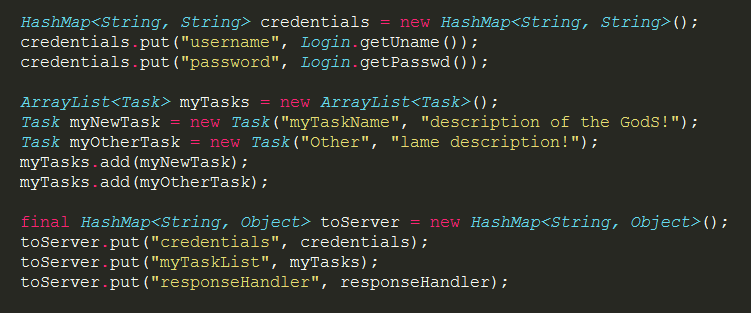 HashMap<String, String> credentials = new HashMap<String, String>();
credentials.put("username", Login.getUname());
credentials.put("password", Login.getPasswd());
ArrayList<Task> myTasks = new ArrayList<Task>();
Task myNewTask = new Task("myTaskName", "description of the GodS!");
Task myOtherTask = new Task("Other", "lame description!");
myTasks.add(myNewTask);
myTasks.add(myOtherTask);
final HashMap<String, Object> toServer = new HashMap<String, Object>();
toServer.put("credentials", credentials);
toServer.put("myTaskList", myTasks);
toServer.put("responseHandler", responseHandler);